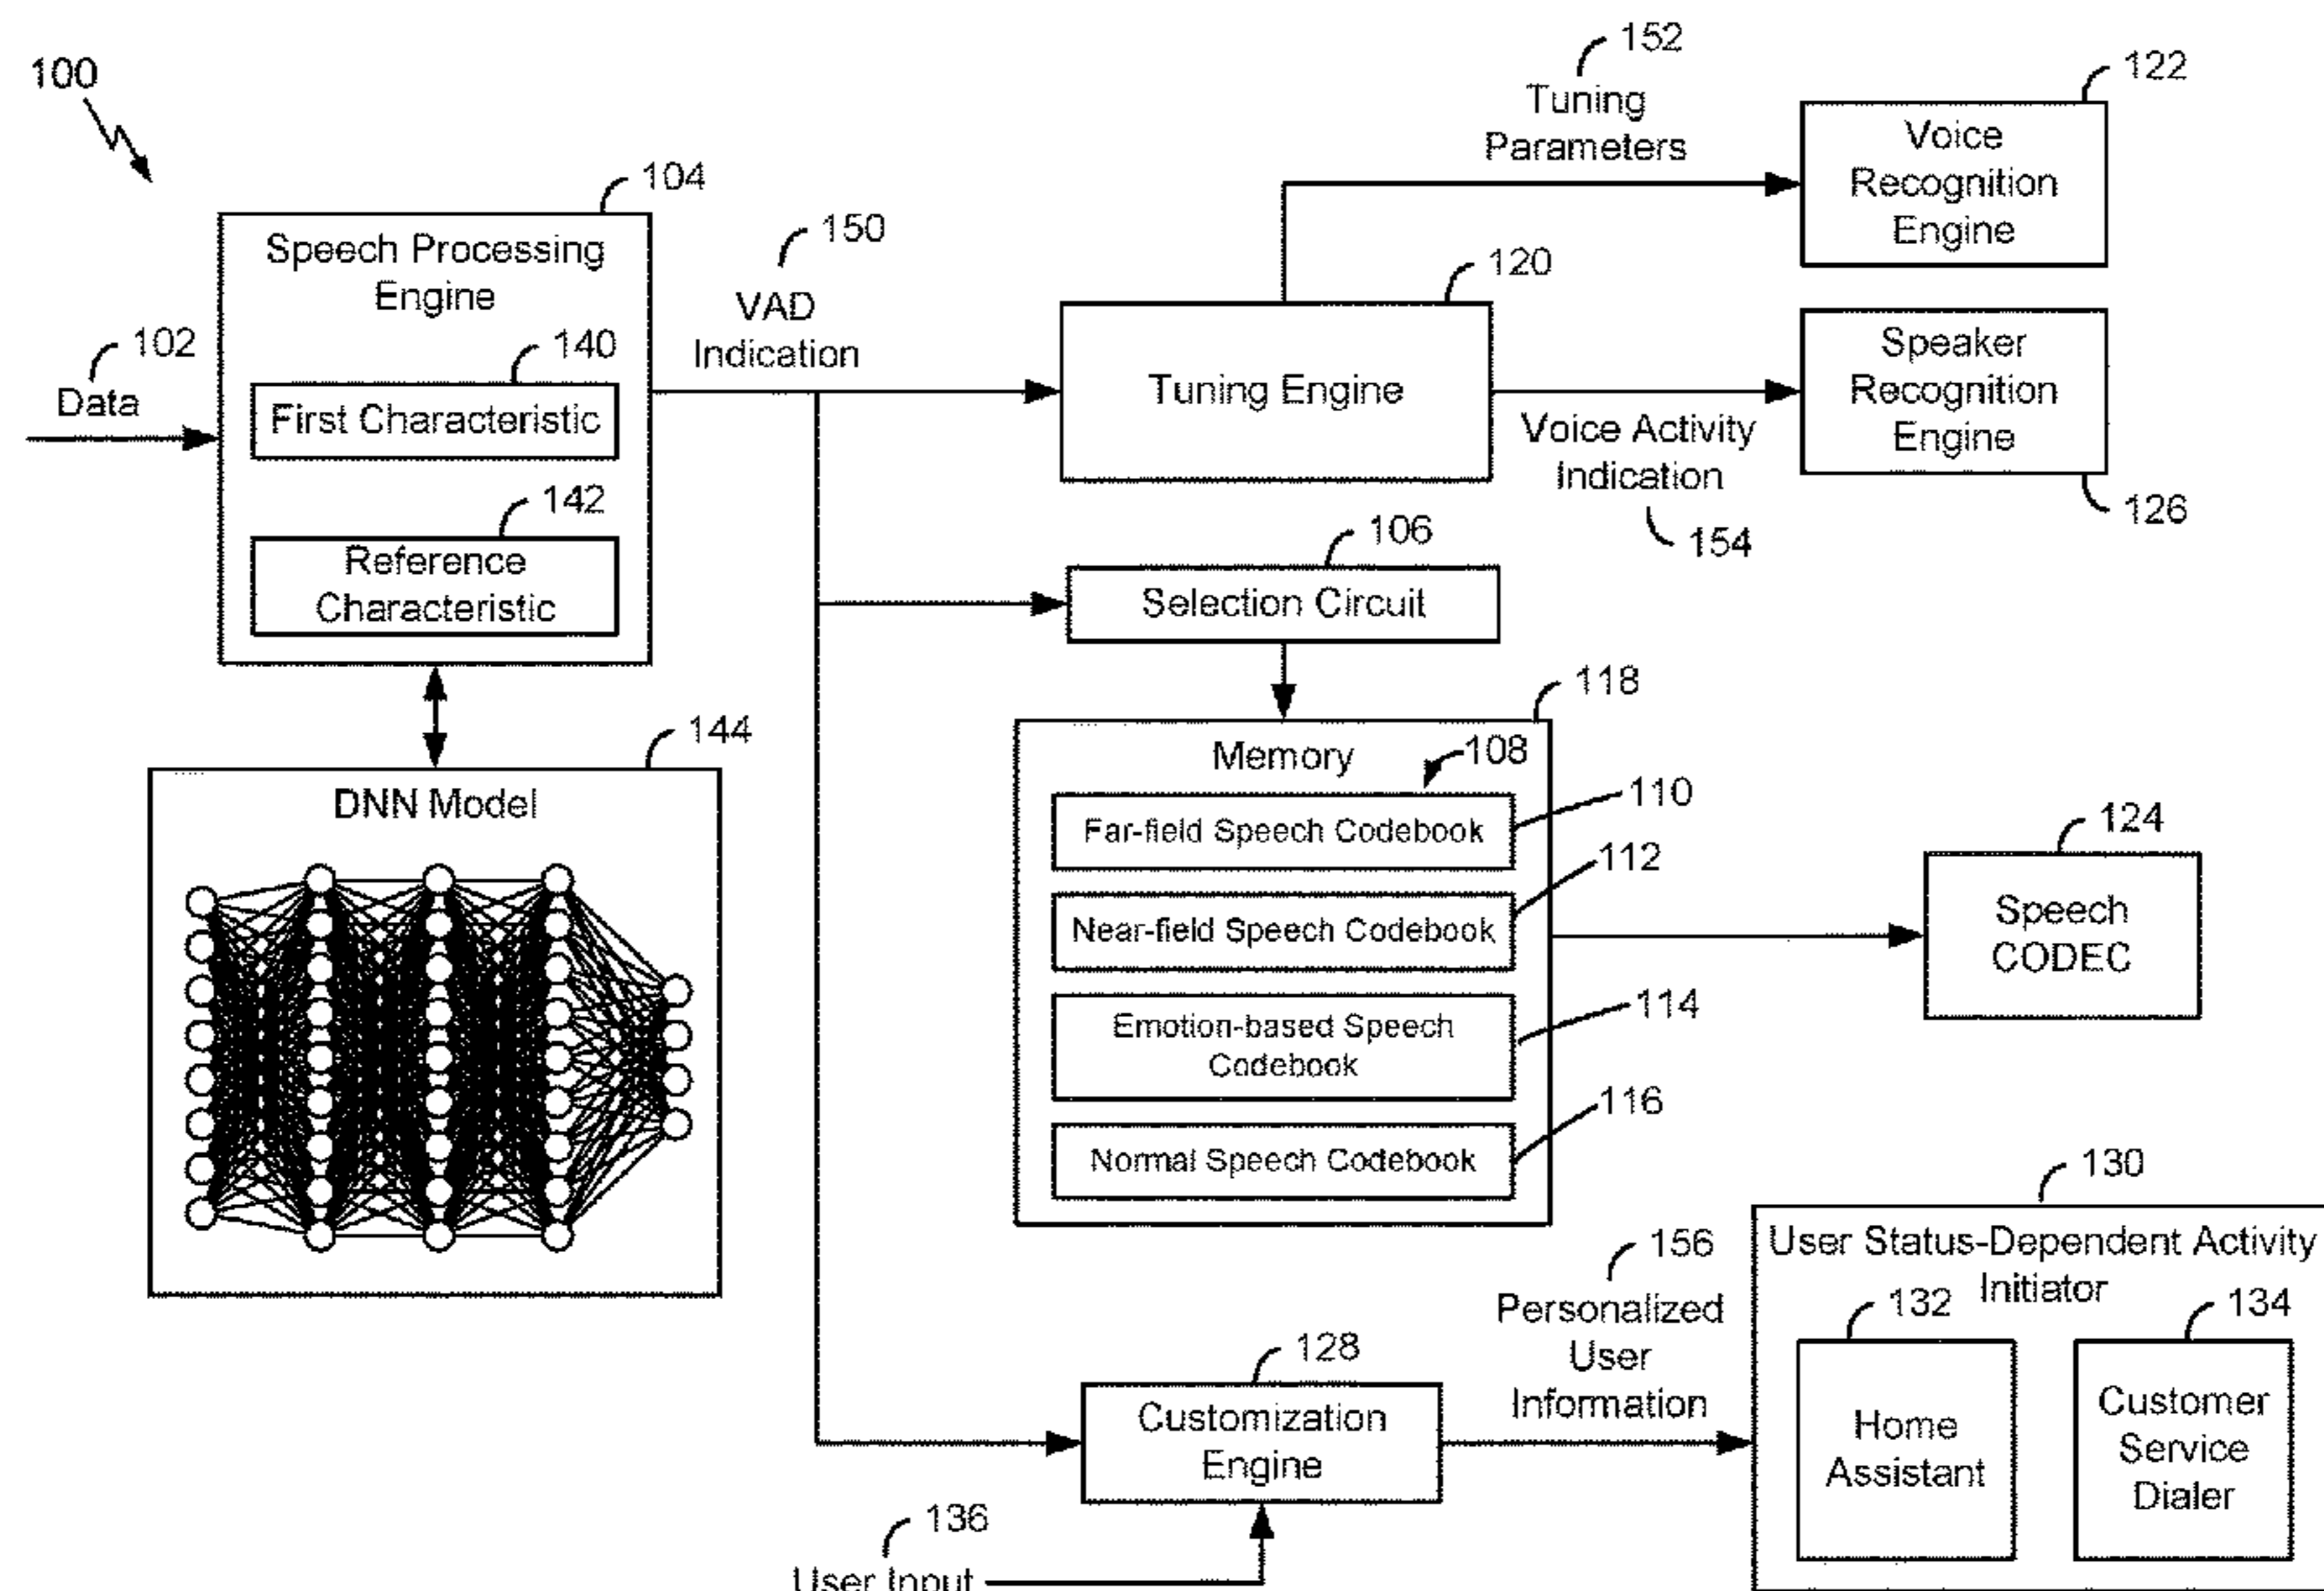 100
104
Speech Processing
Engine
102
Data
140
First Characteristic
142
Reference
Characteristic
144
DNN Model
150
VAD
Indication
152
Tuning
Parameters
122
Voice
Recognition
Engine
120
Tuning Engine
Speaker
Recognition
Engine
126
Voice Activity
Indication
154
106
Selection Circuit
118
Memory
108
Far-field Speech Codebook
110
Near-field Speech Codebook
112
Emotion-based Speech
Codebook
114
Normal Speech Codebook
116
124
Speech
CODEC
128
Customization
Engine
136
User Input
156
Personalized
User
Information
130
User Status-Dependent Activity
Initiator
132
Home
Assistant
134
Customer
Service
Dialer